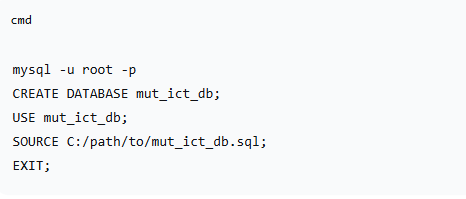 cmd
mysql -u root -p
CREATE DATABASE mut_ict_db;
USE mut_ict_db;
SOURCE C:/path/to/mut_ict_db.sql;
EXIT;